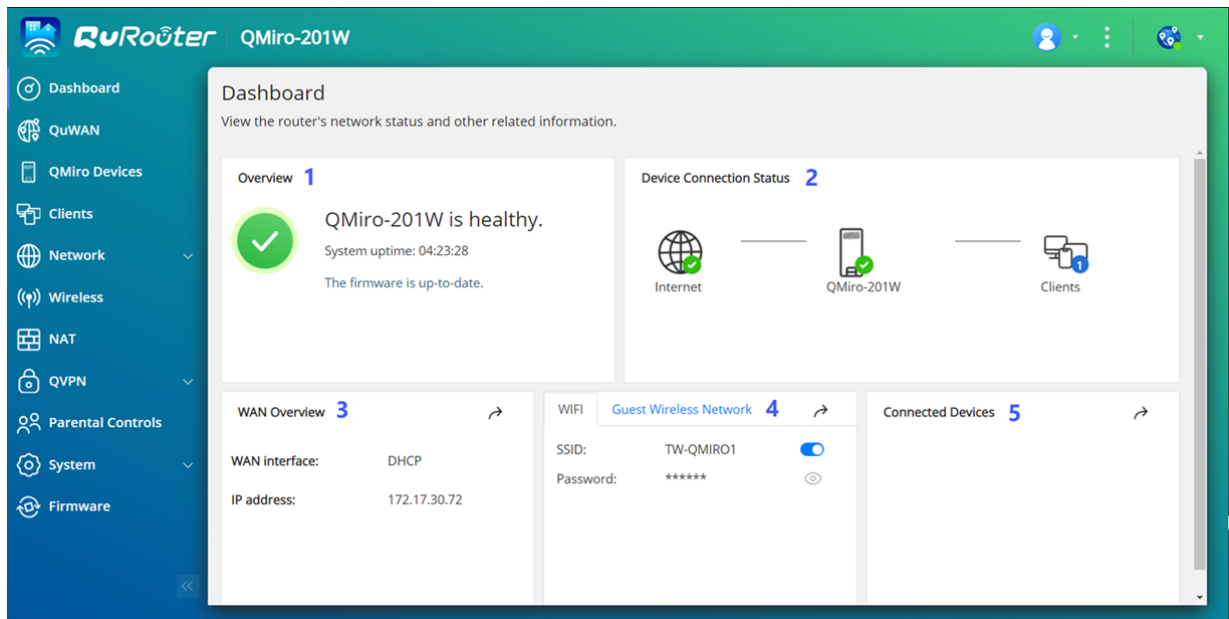 QuRouter QMiro-201W
Dashboard
QuWAN
QMiro Devices
Clients
Network
Wireless
NAT
QVPN
Parental Controls
System
Firmware
Dashboard
View the router's network status and other related information.
Overview 1
QMiro-201W is healthy.
System uptime: 04:23:28
The firmware is up-to-date.
Device Connection Status 2
Internet
QMiro-201W
1
Clients
WAN Overview 3
WAN interface: DHCP
IP address: 172.17.30.72
WIFI Guest Wireless Network 4
SSID: TW-QMIRO1
Password: ******
Connected Devices 5